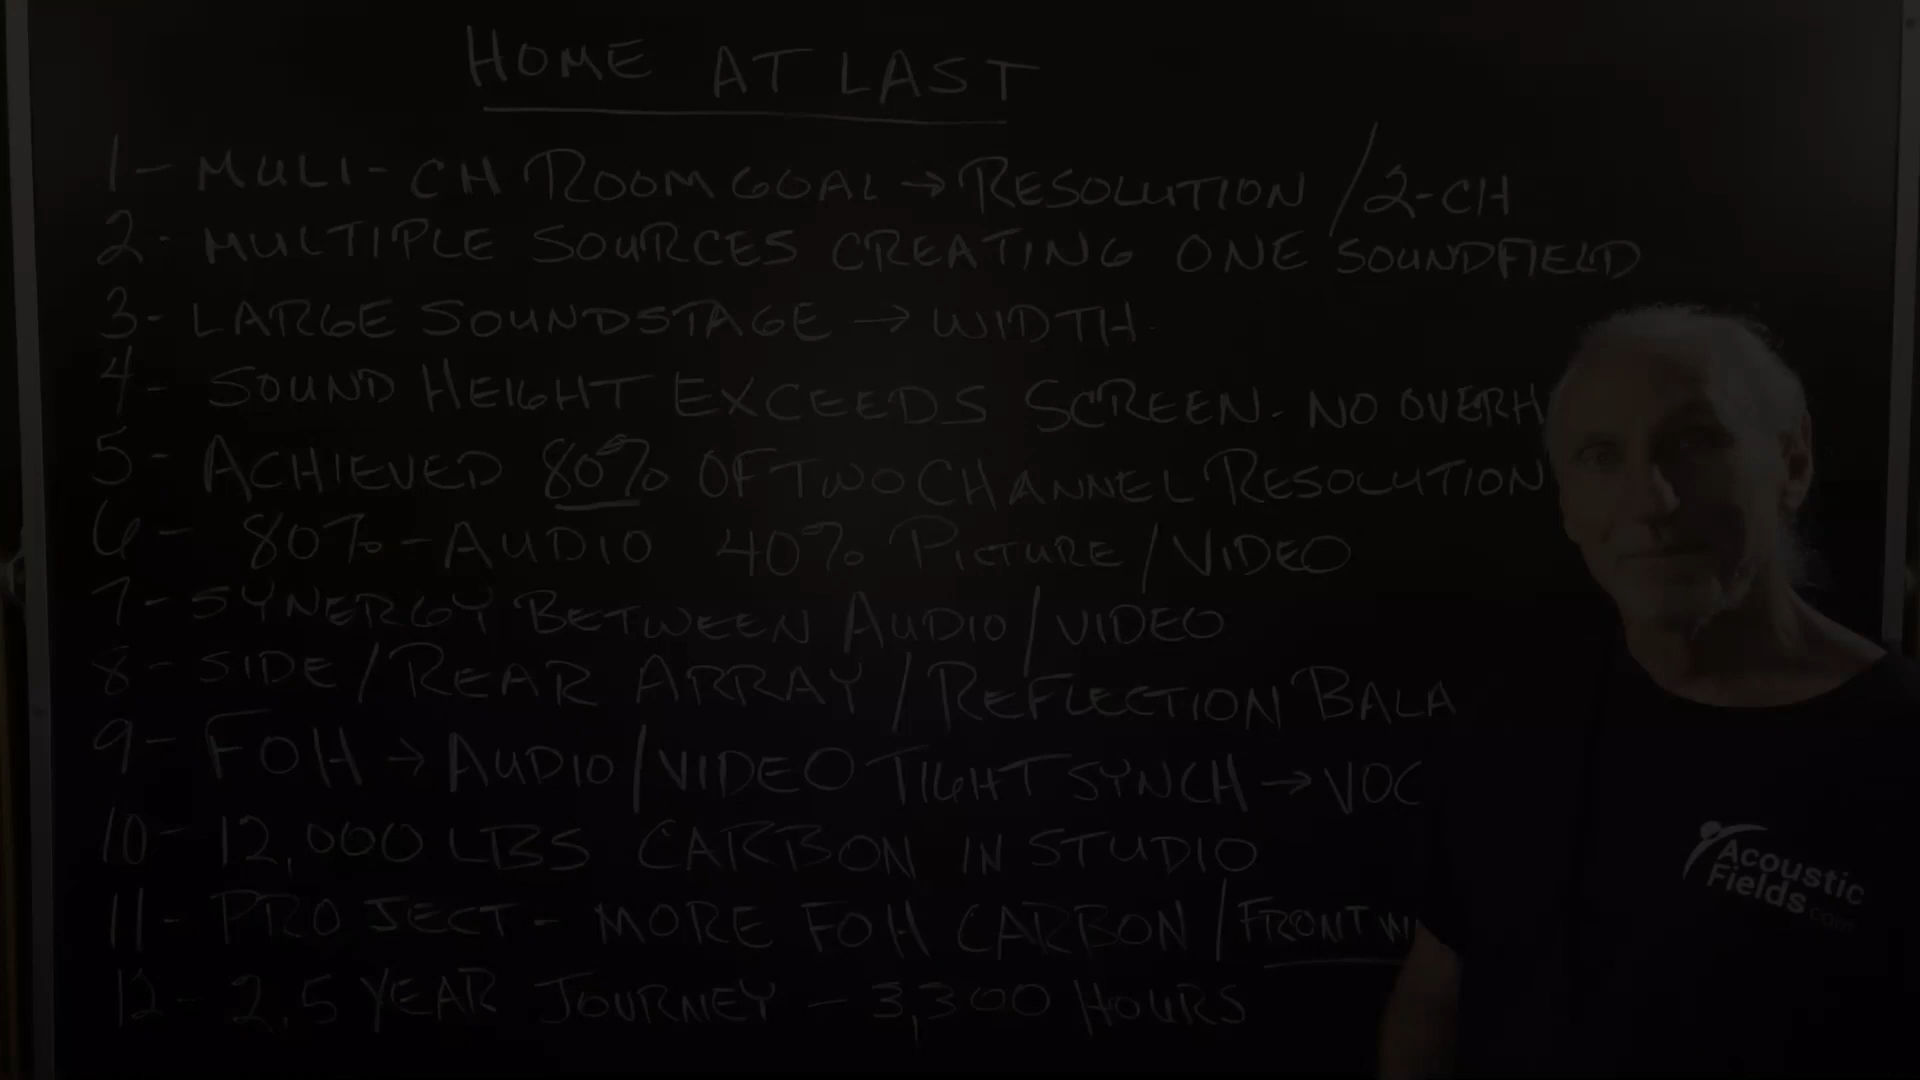 HOME AT LAST
1- MULI-CH ROOM GOAL → RESOLUTION / 2-CH
2- MULTIPLE SOURCES CREATING ONE SOUNDFIELD
3- LARGE SOUNDSTAGE → WIDTH
4- SOUND HEIGHT EXCEEDS SCREEN - NO OVERH
5- ACHIEVED 80% OF TWO CHANNEL RESOLUTION
6- 80% - AUDIO 40% PICTURE / VIDEO
7- SYNERGY BETWEEN AUDIO / VIDEO
8- SIDE / REAR ARRAY / REFLECTION BALA
9- FOH → AUDIO / VIDEO TIGHT SYNCH → VOC
10- 12,000 LBS CARBON IN STUDIO
11- PROJECT - MORE FOH CARBON / FRONT W
12- 2.5 YEAR JOURNEY - 3,300 HOURS
Acoustic
Fields.com